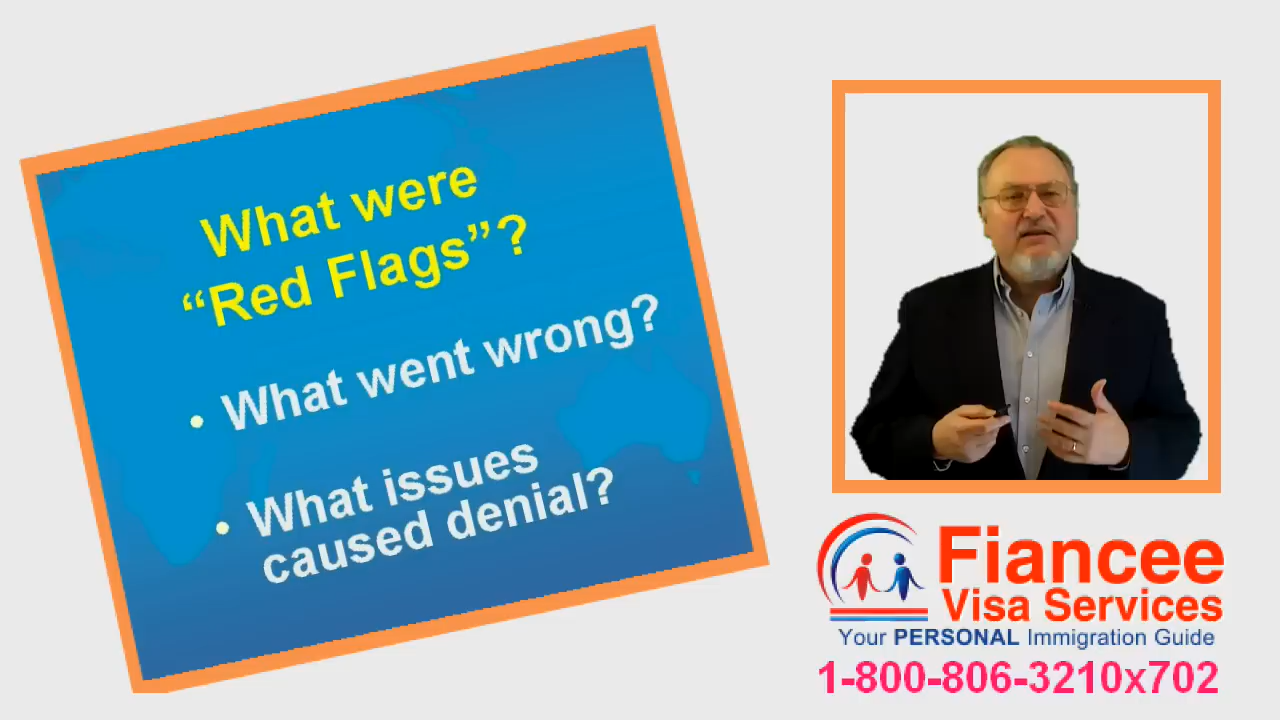 What were
“Red Flags”?
• What went wrong?
• What issues
caused denial?
Fiancee
Visa Services
Your PERSONAL Immigration Guide
1-800-806-3210x702